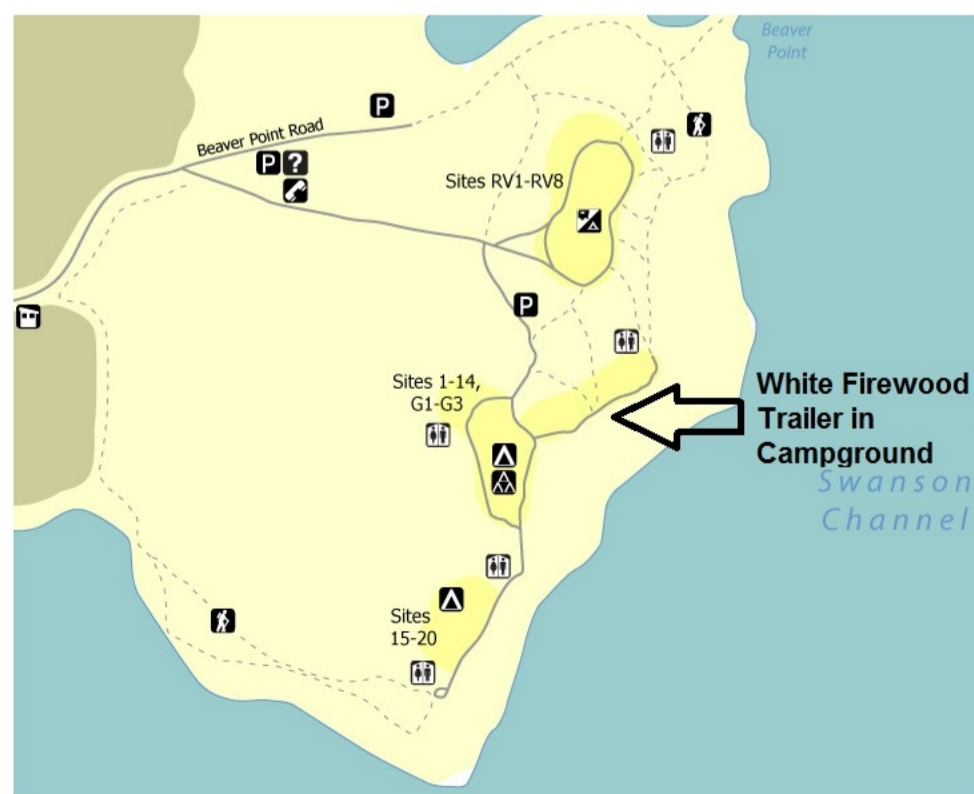 Beaver
Point
P
Beaver Point Road
P ?
Sites RV1-RV8
P
Sites 1-14,
G1-G3
White Firewood
Trailer in
Campground
Swanson
Channel
Sites
15-20